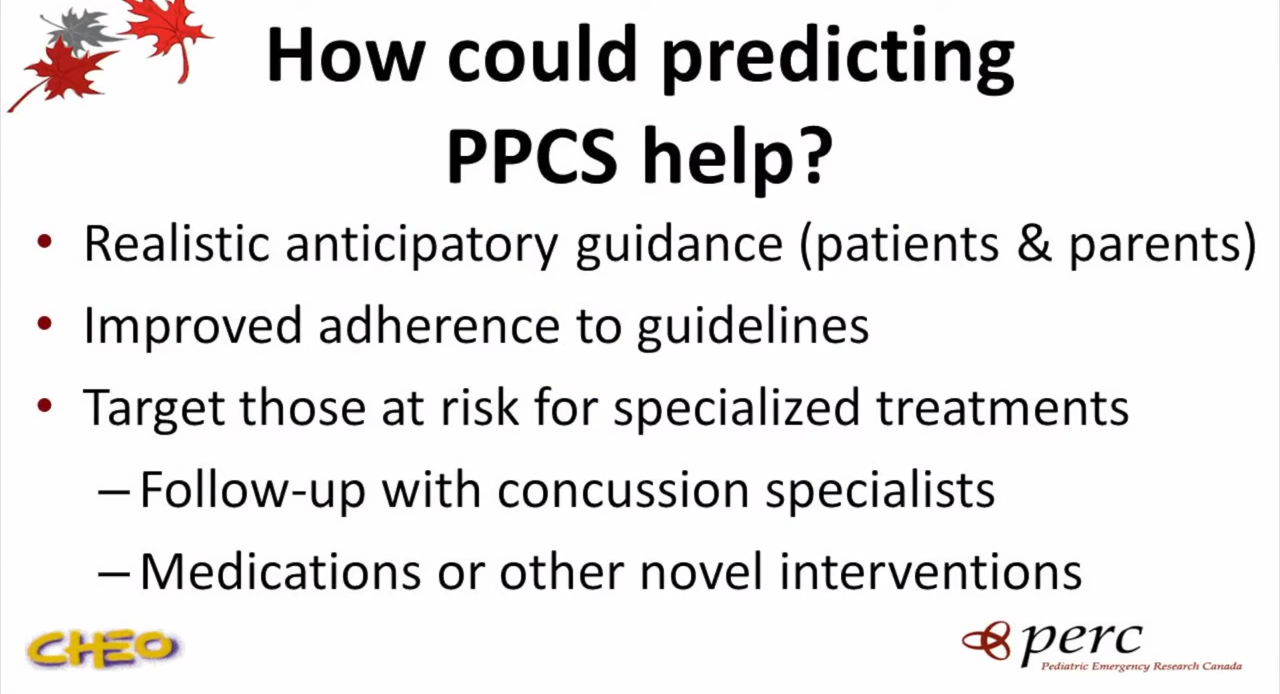 How could predicting
PPCS help?
• Realistic anticipatory guidance (patients & parents)
• Improved adherence to guidelines
• Target those at risk for specialized treatments
– Follow-up with concussion specialists
– Medications or other novel interventions
CHEO
perc
Pediatric Emergency Research Canada